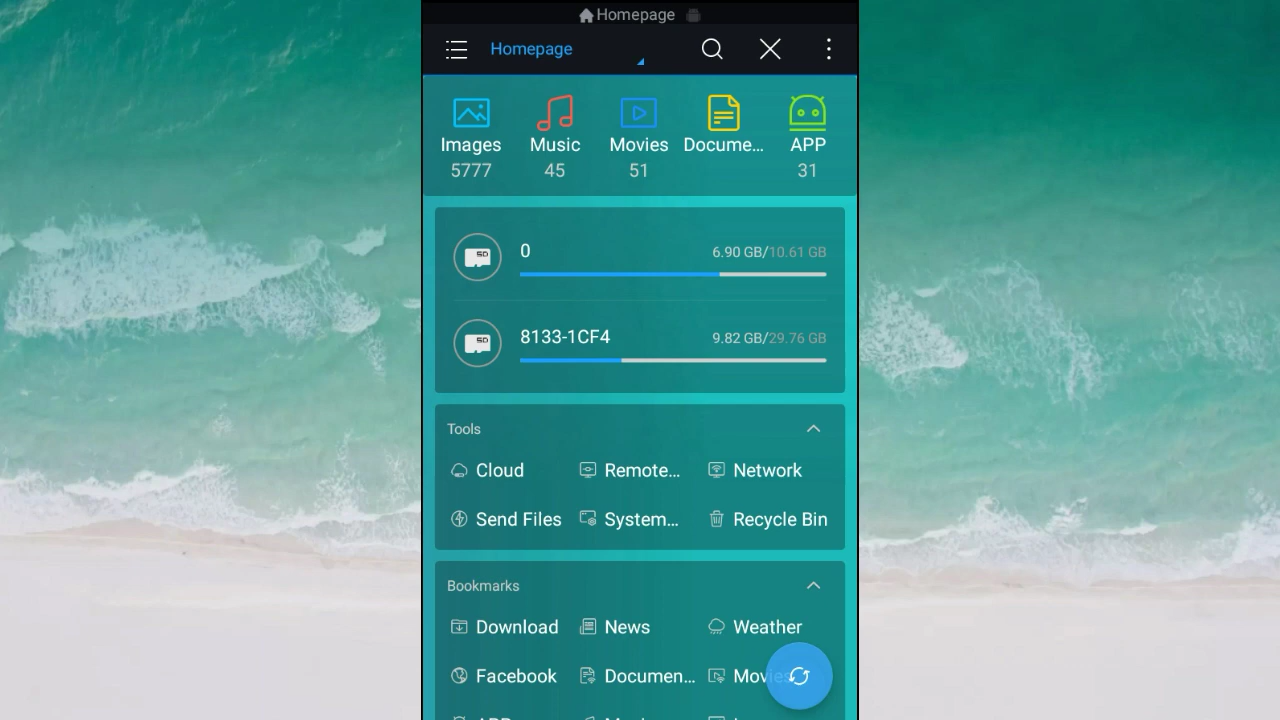 Homepage
Homepage
Images Music Movies Docume... APP
5777 45 51 31
0 6.90 GB/10.61 GB
8133-1CF4 9.82 GB/29.76 GB
Tools
Cloud Remote... Network
Send Files System... Recycle Bin
Bookmarks
Download News Weather
Facebook Documen... Movies